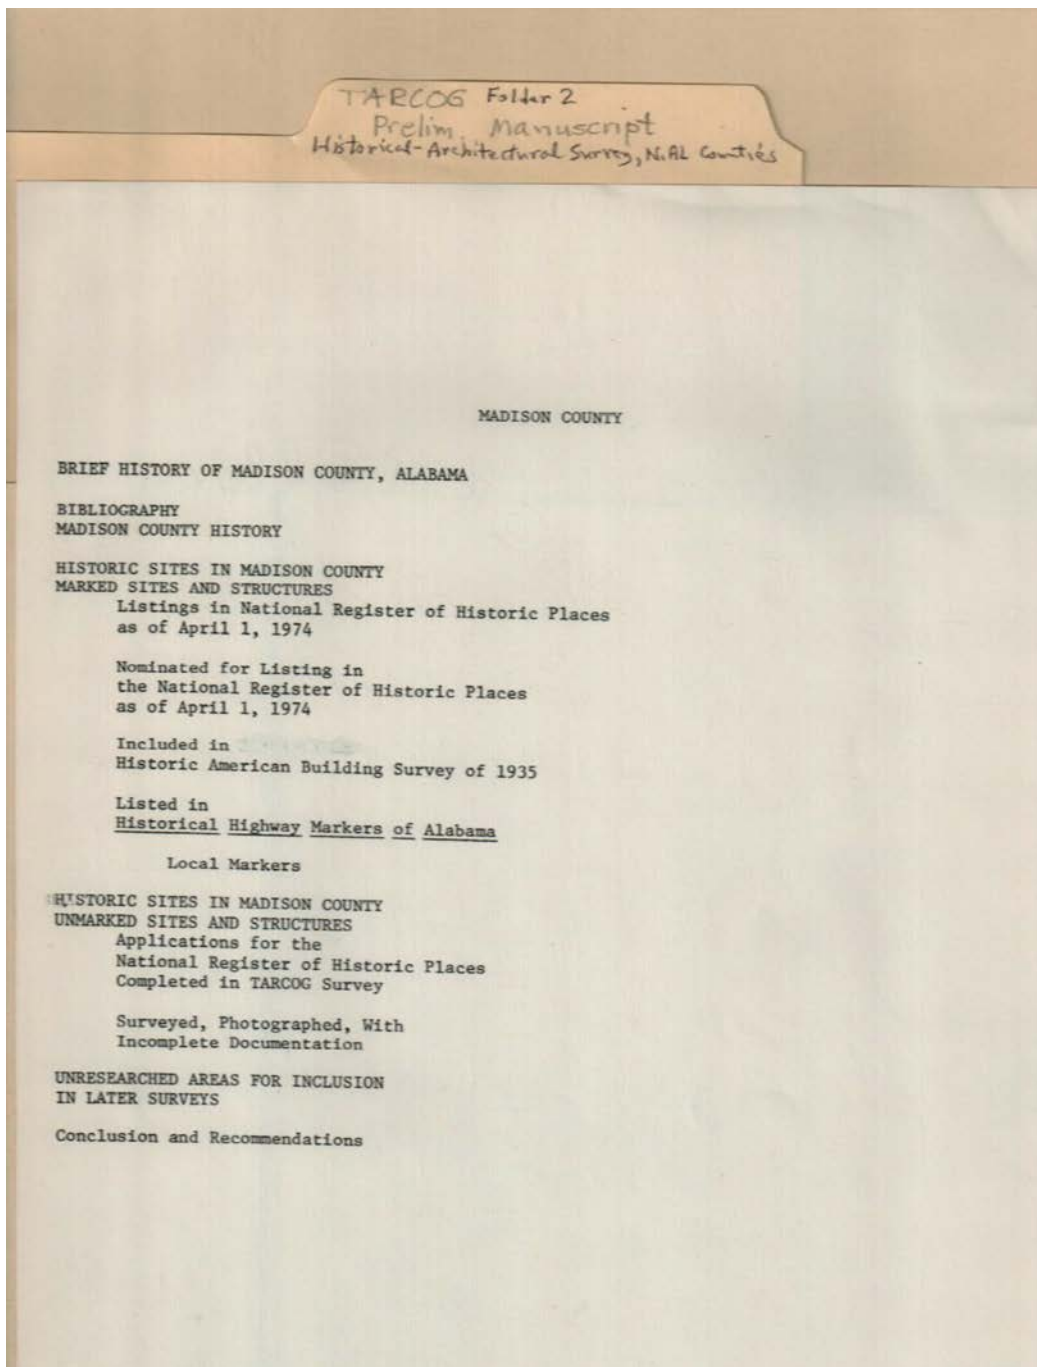 TARCOG Folder 2
Prelim. Manuscript
Historical-Architectural Survey, N.AL Counties
MADISON COUNTY
BRIEF HISTORY OF MADISON COUNTY, ALABAMA
BIBLIOGRAPHY
MADISON COUNTY HISTORY
HISTORIC SITES IN MADISON COUNTY
MARKED SITES AND STRUCTURES
Listings in National Register of Historic Places
as of April 1, 1974
Nominated for Listing in
the National Register of Historic Places
as of April 1, 1974
Included in
Historic American Building Survey of 1935
Listed in
Historical Highway Markers of Alabama
Local Markers
HISTORIC SITES IN MADISON COUNTY
UNMARKED SITES AND STRUCTURES
Applications for the
National Register of Historic Places
Completed in TARCOG Survey
Surveyed, Photographed, With
Incomplete Documentation
UNRESEARCHED AREAS FOR INCLUSION
IN LATER SURVEYS
Conclusion and Recommendations